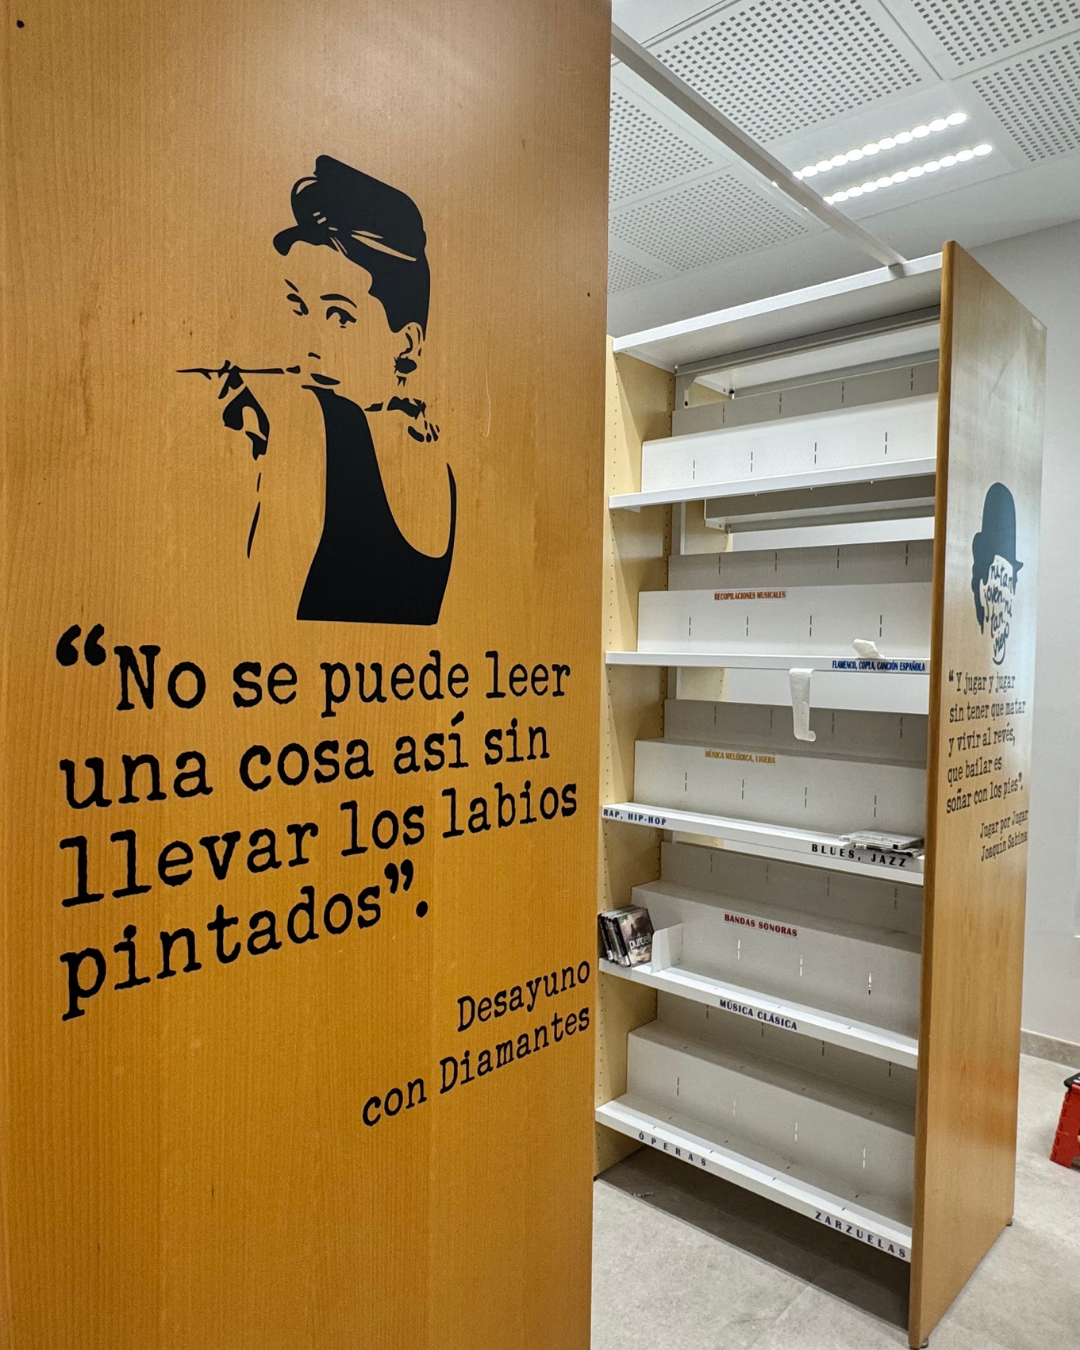 “No se puede leer
una cosa así sin
llevar los labios
pintados”.
Desayuno
con Diamantes
RECOPILACIONES MUSICALES
FLAMENCO, COPLA, CANCIÓN ESPAÑOLA
MÚSICA MELÓDICA, LIGERA
RAP, HIP-HOP
BLUES, JAZZ
BANDAS SONORAS
MÚSICA CLÁSICA
ÓPERAS
ZARZUELAS
“Y jugar y jugar
sin tener que matar
y vivir al revés,
que bailar es
soñar con los pies”.
Jugar por Jugar
Joaquín Sabina